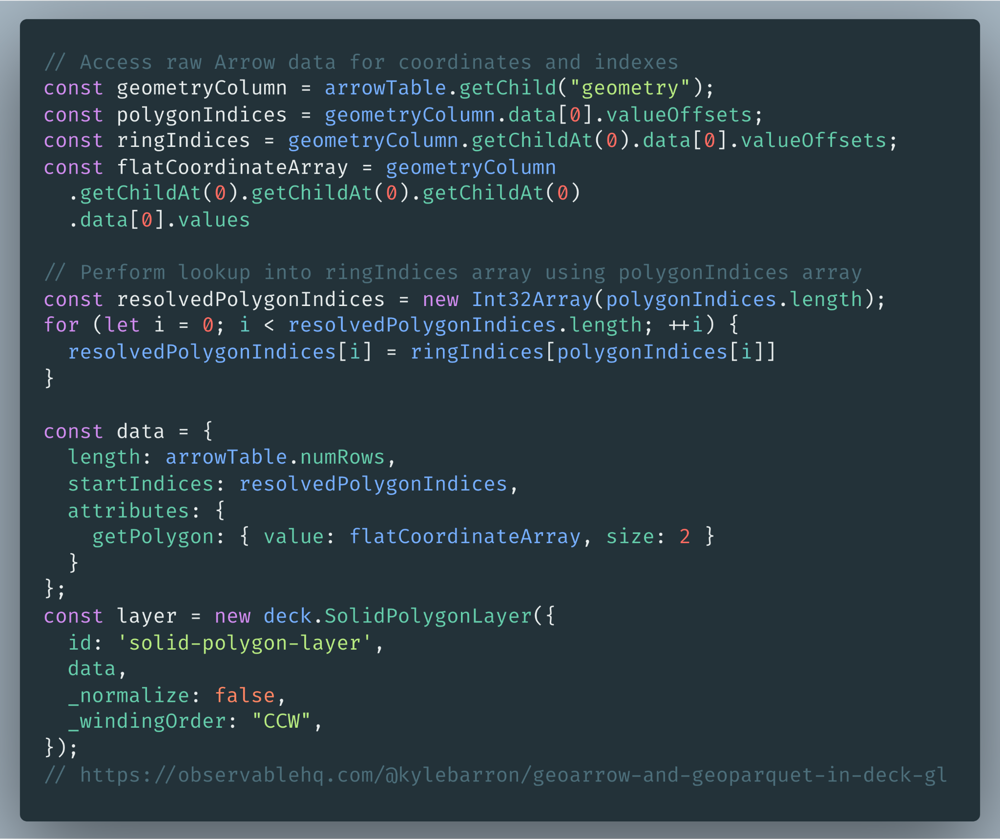 // Access raw Arrow data for coordinates and indexes
const geometryColumn = arrowTable.getChild("geometry");
const polygonIndices = geometryColumn.data[0].valueOffsets;
const ringIndices = geometryColumn.getChildAt(0).data[0].valueOffsets;
const flatCoordinateArray = geometryColumn
  .getChildAt(0).getChildAt(0).getChildAt(0)
  .data[0].values

// Perform lookup into ringIndices array using polygonIndices array
const resolvedPolygonIndices = new Int32Array(polygonIndices.length);
for (let i = 0; i < resolvedPolygonIndices.length; ++i) {
  resolvedPolygonIndices[i] = ringIndices[polygonIndices[i]]
}

const data = {
  length: arrowTable.numRows,
  startIndices: resolvedPolygonIndices,
  attributes: {
    getPolygon: { value: flatCoordinateArray, size: 2 }
  }
};
const layer = new deck.SolidPolygonLayer({
  id: 'solid-polygon-layer',
  data,
  _normalize: false,
  _windingOrder: "CCW",
});
// https://observablehq.com/@kylebarron/geoarrow-and-geoparquet-in-deck-gl